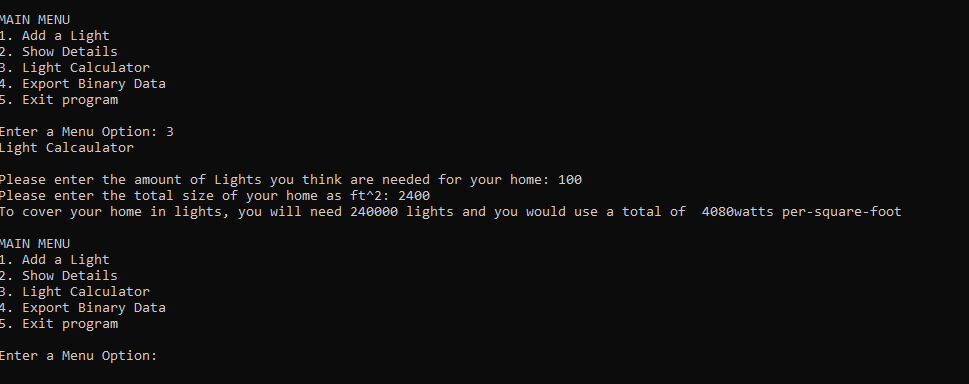 MAIN MENU
1. Add a Light
2. Show Details
3. Light Calculator
4. Export Binary Data
5. Exit program
Enter a Menu Option: 3
Light Calcaulator
Please enter the amount of Lights you think are needed for your home: 100
Please enter the total size of your home as ft^2: 2400
To cover your home in lights, you will need 240000 lights and you would use a total of  4080watts per-square-foot
MAIN MENU
1. Add a Light
2. Show Details
3. Light Calculator
4. Export Binary Data
5. Exit program
Enter a Menu Option: